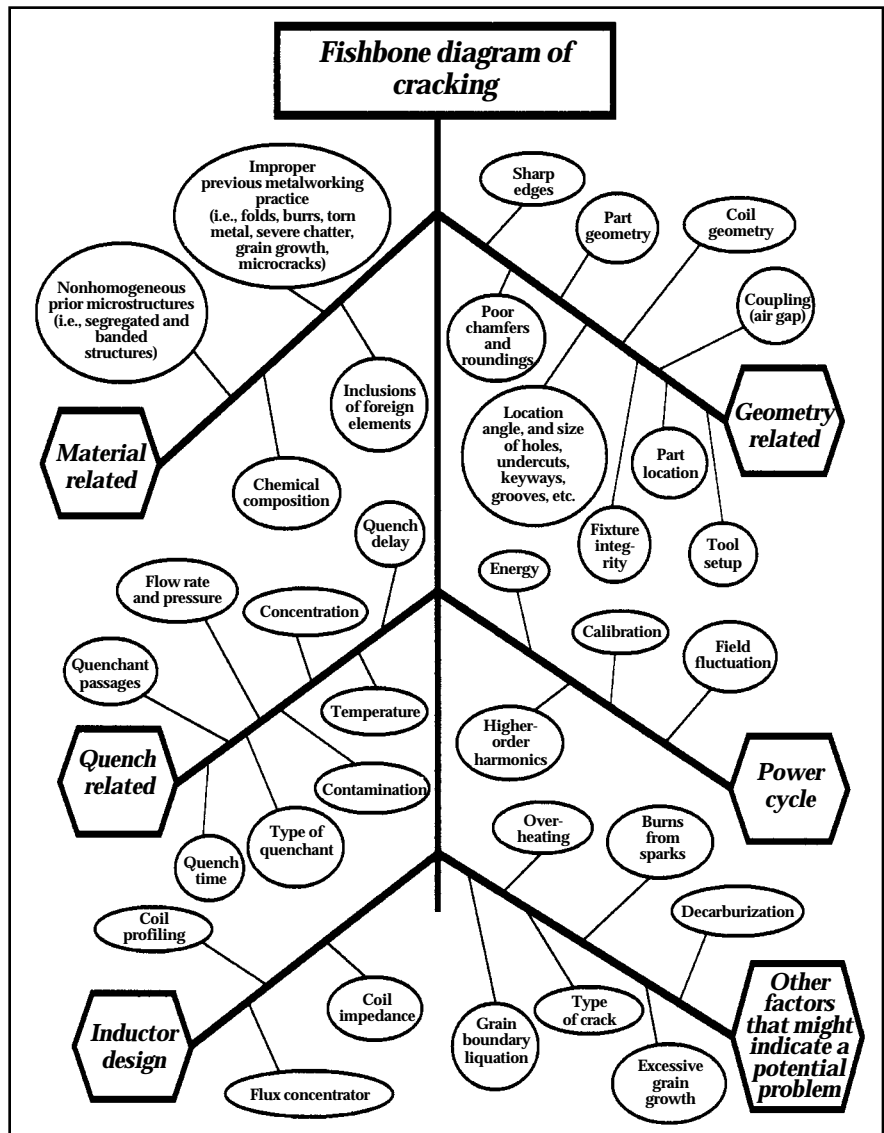 Fishbone diagram of
cracking
Improper
previous metalworking
practice
(i.e., folds, burrs, torn
metal, severe chatter,
grain growth,
microcracks)
Nonhomogeneous
prior microstructures
(i.e., segregated and
banded
structures)
Inclusions
of foreign
elements
Chemical
composition
Material
related
Sharp
edges
Part
geometry
Coil
geometry
Coupling
(air gap)
Poor
chamfers
and
roundings
Location
angle, and size
of holes,
undercuts,
keyways,
grooves, etc.
Fixture
integ-
rity
Part
location
Tool
setup
Geometry
related
Quench
delay
Flow rate
and pressure
Concentration
Quenchant
passages
Temperature
Contamination
Type of
quenchant
Quench
time
Quench
related
Energy
Calibration
Field
fluctuation
Higher-
order
harmonics
Power
cycle
Coil
profiling
Coil
impedance
Flux concentrator
Inductor
design
Over-
heating
Burns
from
sparks
Decarburization
Grain
boundary
liquation
Type
of crack
Excessive
grain
growth
Other
factors
that might
indicate a
potential
problem